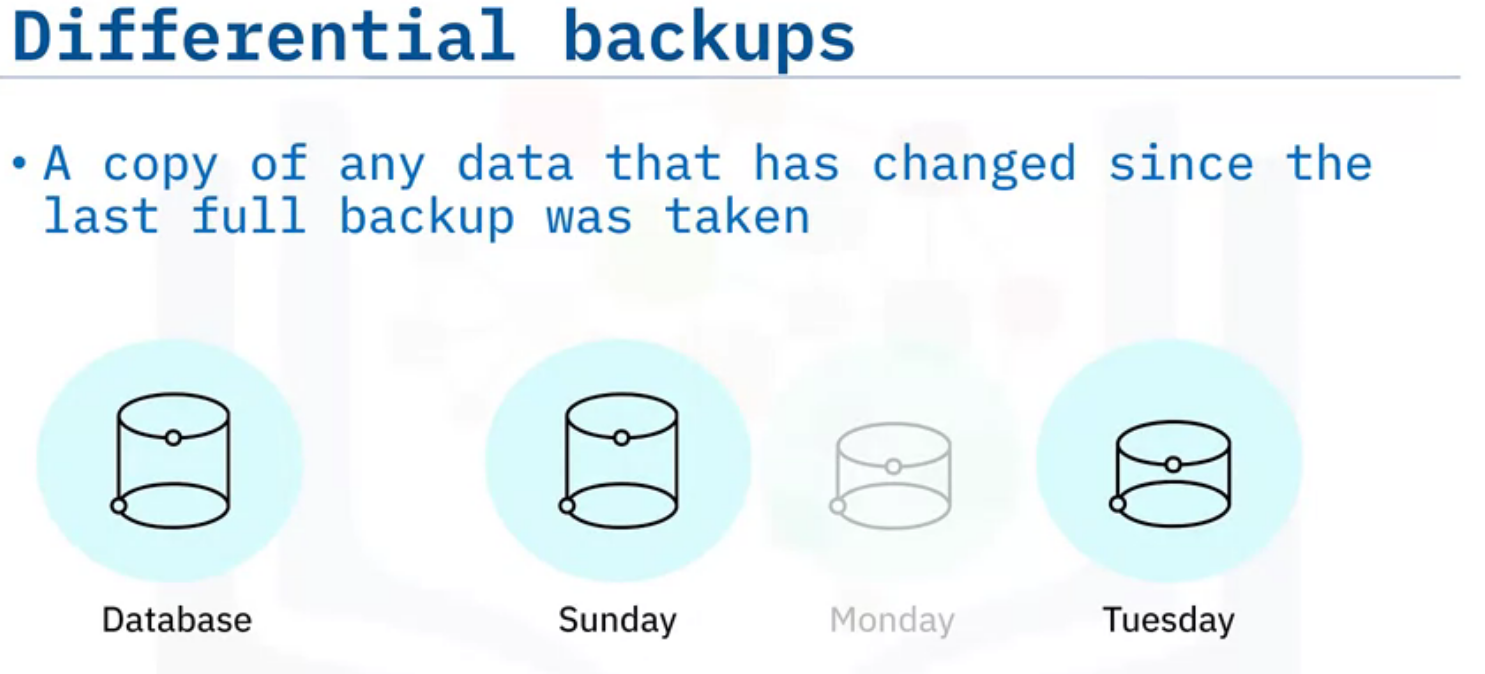 Differential backups
• A copy of any data that has changed since the
last full backup was taken
Database
Sunday
Monday
Tuesday